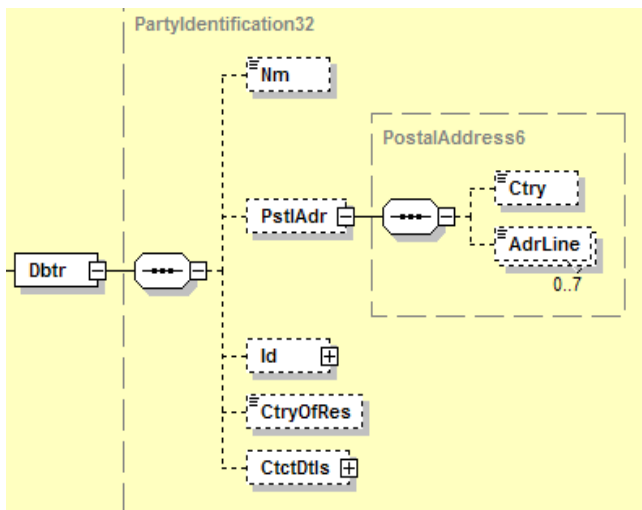 PartyIdentification32
Nm
PostalAddress6
Ctry
PstlAdr
AdrLine
0..7
Dbtr
Id
CtryOfRes
CtctDtls